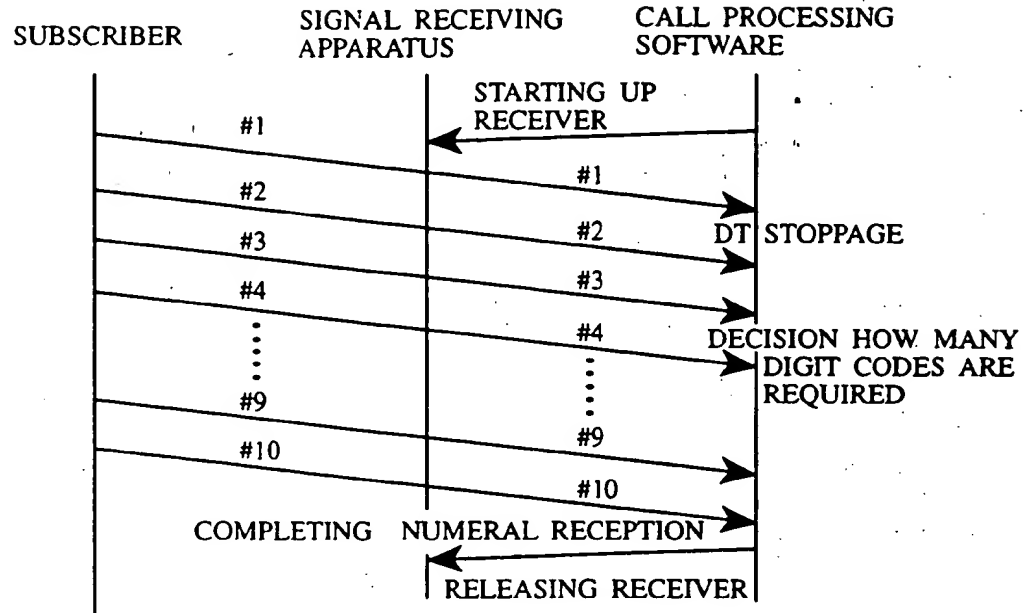 SUBSCRIBER
SIGNAL RECEIVING
APPARATUS
CALL PROCESSING
SOFTWARE
STARTING UP
RECEIVER
#1
#1
#2
#2
DT STOPPAGE
#3
#3
#4
#4
DECISION HOW MANY
DIGIT CODES ARE
REQUIRED
#9
#9
#10
#10
COMPLETING NUMERAL RECEPTION
RELEASING RECEIVER